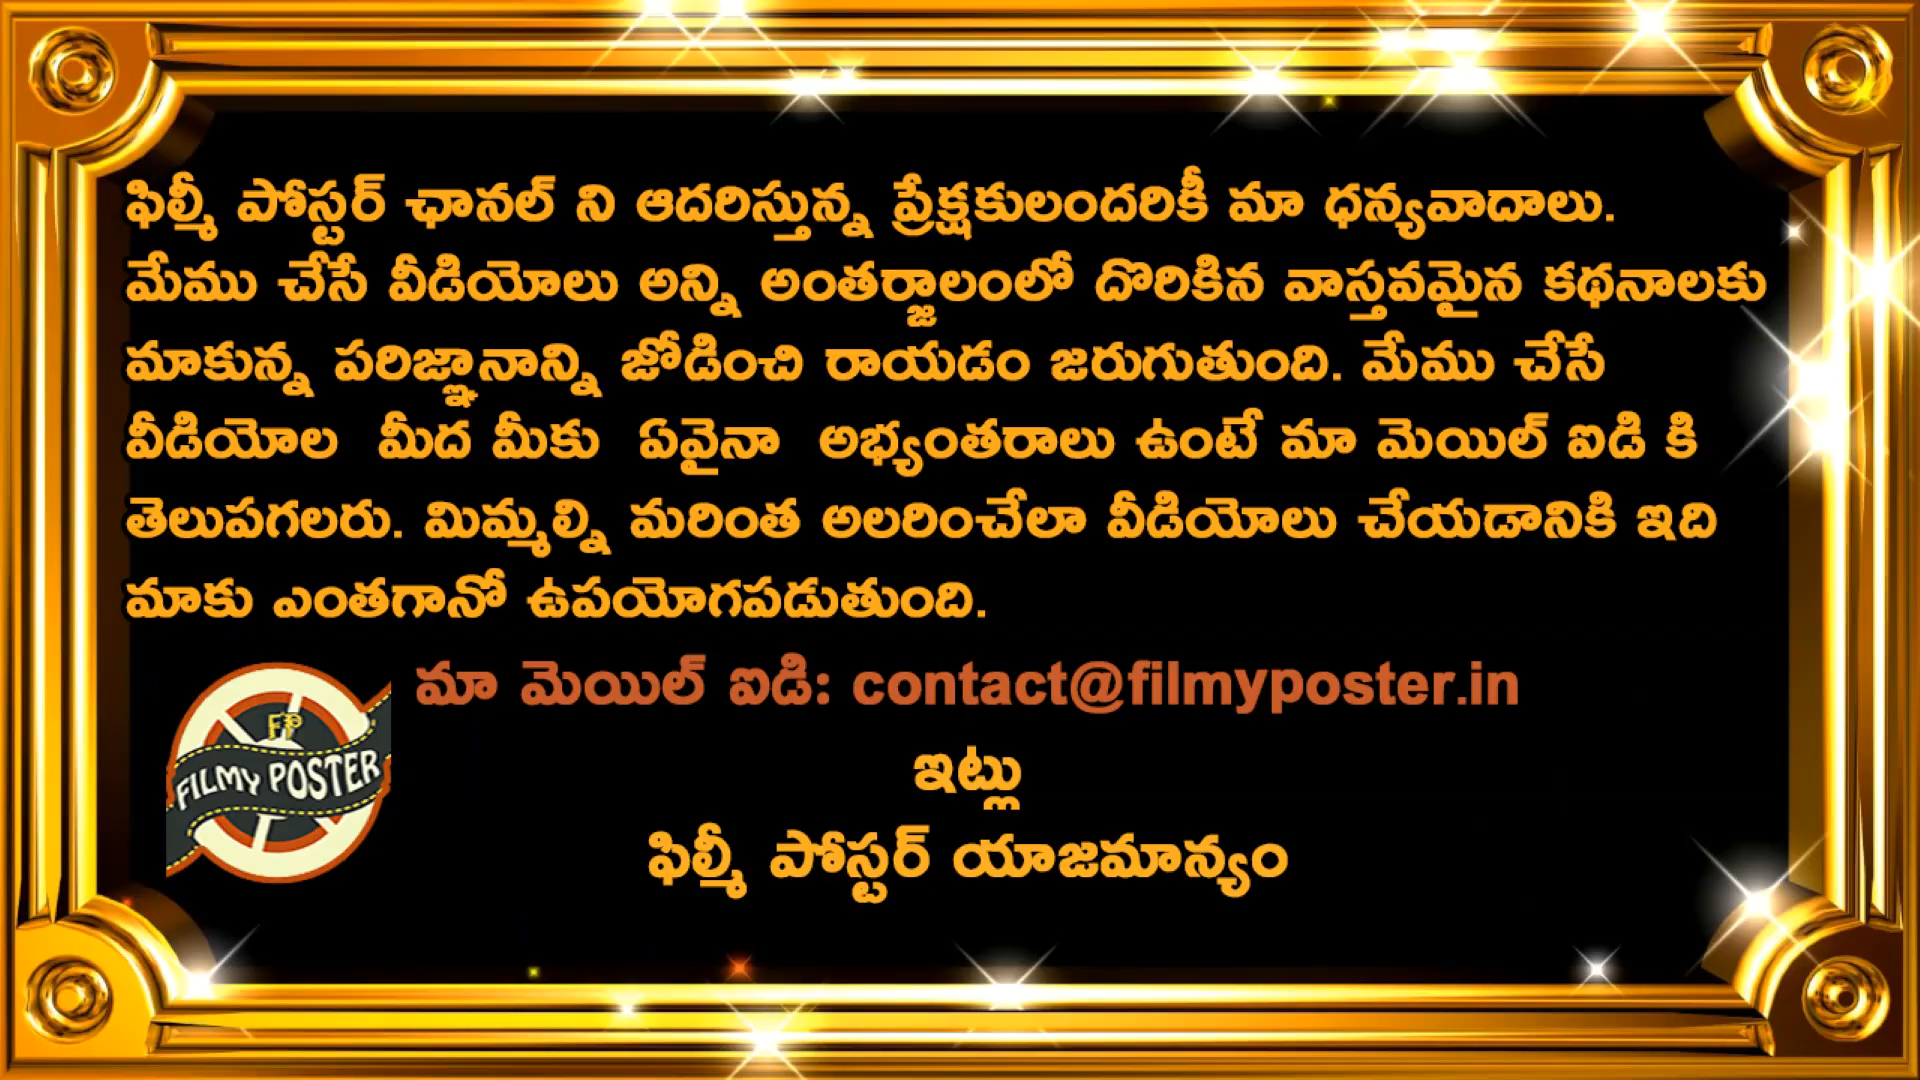 ఫిల్మీ పోస్టర్ ఛానల్ ని ఆదరిస్తున్న ప్రేక్షకులందరికీ మా ధన్యవాదాలు.
మేము చేసే వీడియోలు అన్ని అంతర్జాలంలో దొరికిన వాస్తవమైన కథనాలకు
మాకున్న పరిజ్ఞానాన్ని జోడించి రాయడం జరుగుతుంది. మేము చేసే
వీడియోల మీద మీకు ఏవైనా అభ్యంతరాలు ఉంటే మా మెయిల్ ఐడి కి
తెలుపగలరు. మిమ్మల్ని మరింత అలరించేలా వీడియోలు చేయడానికి ఇది
మాకు ఎంతగానో ఉపయోగపడుతుంది.
మా మెయిల్ ఐడి: contact@filmyposter.in
FP
FILMY POSTER
ఇట్లు
ఫిల్మీ పోస్టర్ యాజమాన్యం